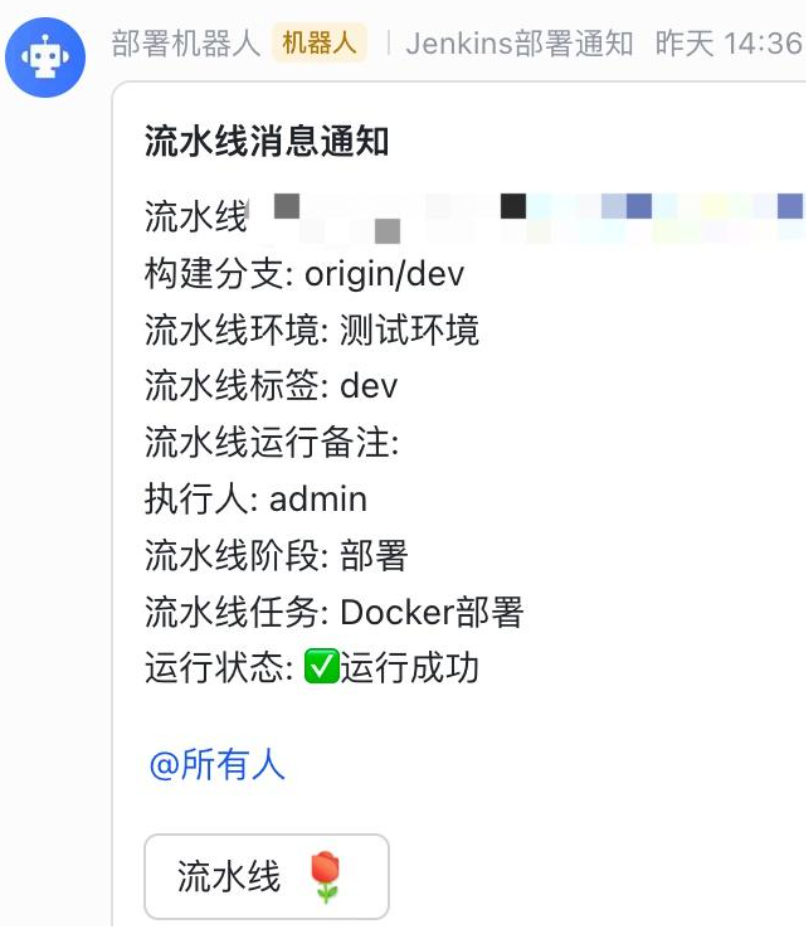 部署机器人 机器人 | Jenkins部署通知 昨天 14:36
流水线消息通知
流水线
构建分支: origin/dev
流水线环境: 测试环境
流水线标签: dev
流水线运行备注:
执行人: admin
流水线阶段: 部署
流水线任务: Docker部署
运行状态: ✅运行成功
@所有人
流水线 🌹